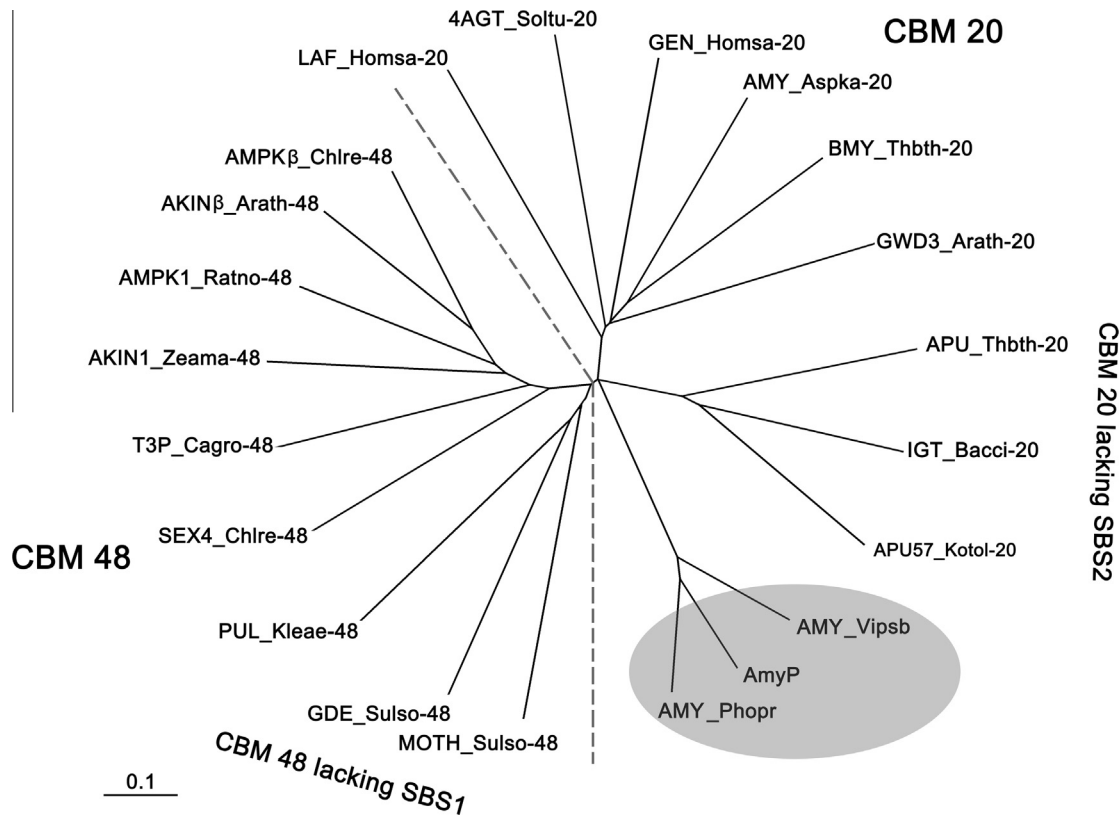 4AGT_Soltu-20
CBM 20
GEN_Homsa-20
LAF_Homsa-20
AMY_Aspka-20
BMY_Thbth-20
AMPKβ_Chlre-48
AKINβ_Arath-48
GWD3_Arath-20
AMPK1_Ratno-48
APU_Thbth-20
AKIN1_Zeama-48
CBM 20 lacking SBS2
T3P_Cagro-48
IGT_Bacci-20
SEX4_Chlre-48
APU57_Kotol-20
CBM 48
PUL_Kleae-48
AMY_Vipsb
AmyP
AMY_Phopr
GDE_Sulso-48
MOTH_Sulso-48
CBM 48 lacking SBS1
0.1